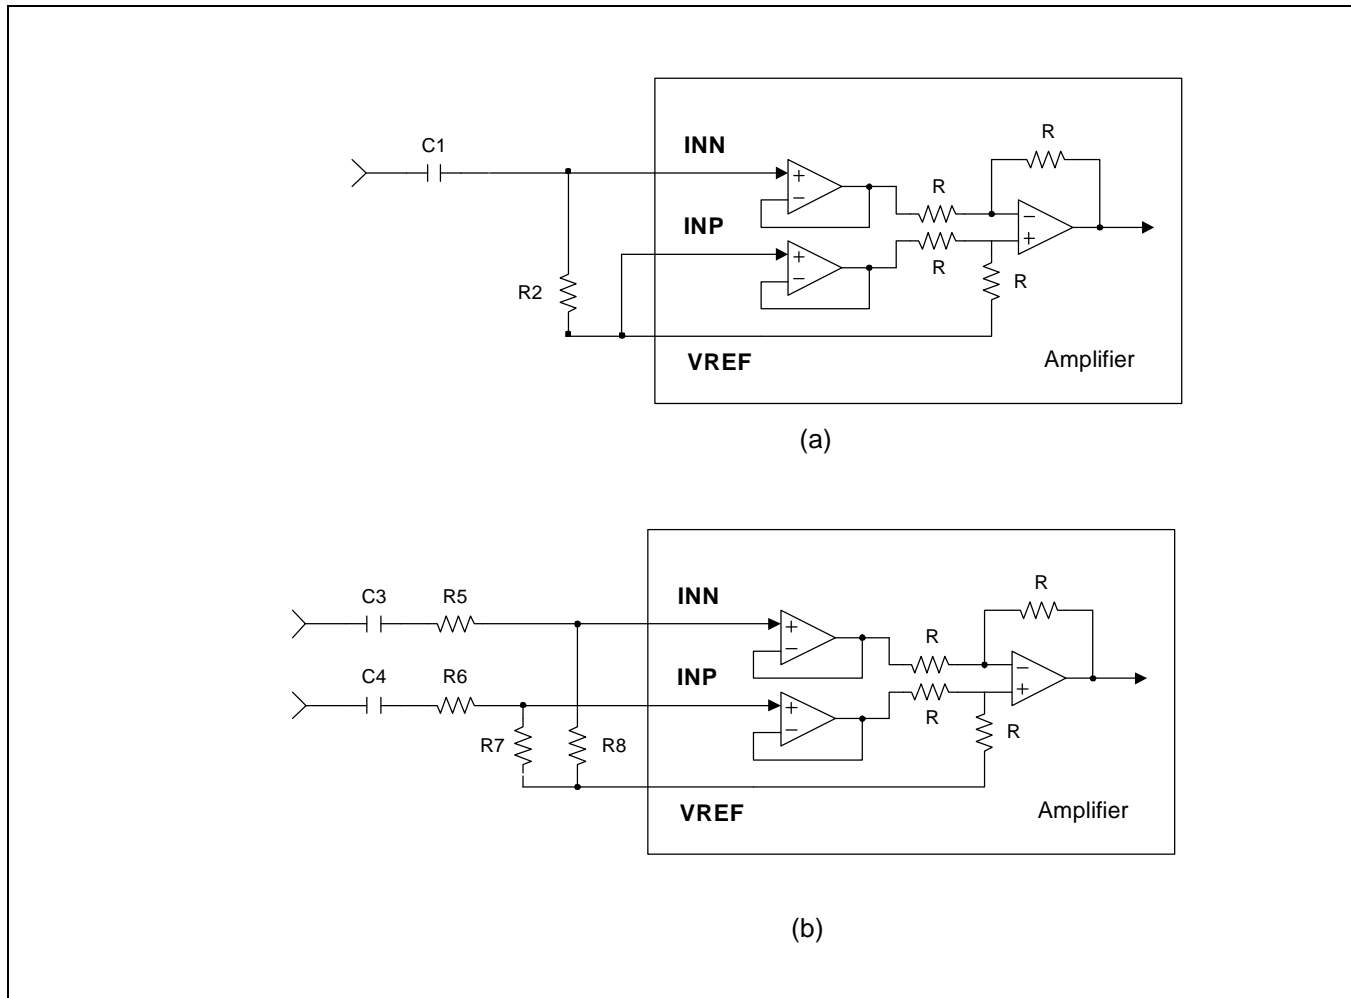 C1
INN
R
R
INP
R
R2
R
VREF
Amplifier
(a)
C3
R5
INN
R
R
C4
R6
INP
R
R7
R8
R
VREF
Amplifier
(b)